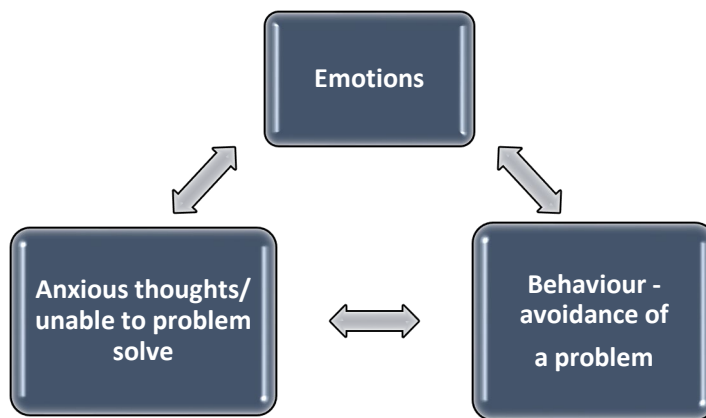 Emotions
Anxious thoughts/
unable to problem
solve
Behaviour -
avoidance of
a problem